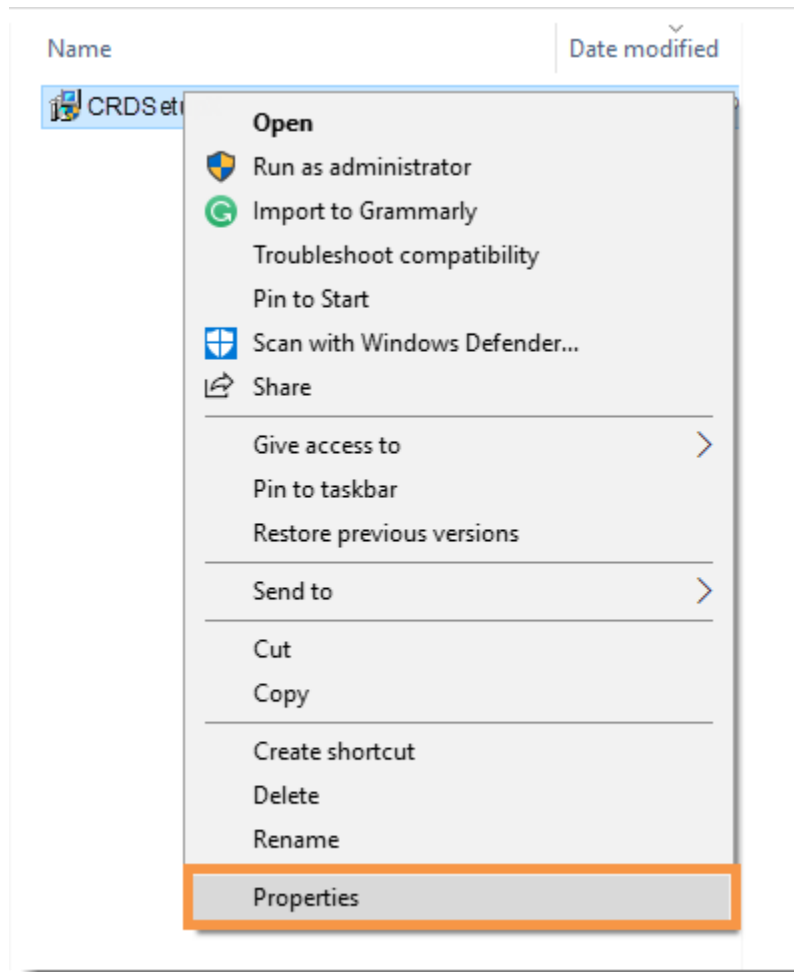 Name Date modified
CRDSetu
Open
Run as administrator
Import to Grammarly
Troubleshoot compatibility
Pin to Start
Scan with Windows Defender...
Share
Give access to
Pin to taskbar
Restore previous versions
Send to
Cut
Copy
Create shortcut
Delete
Rename
Properties